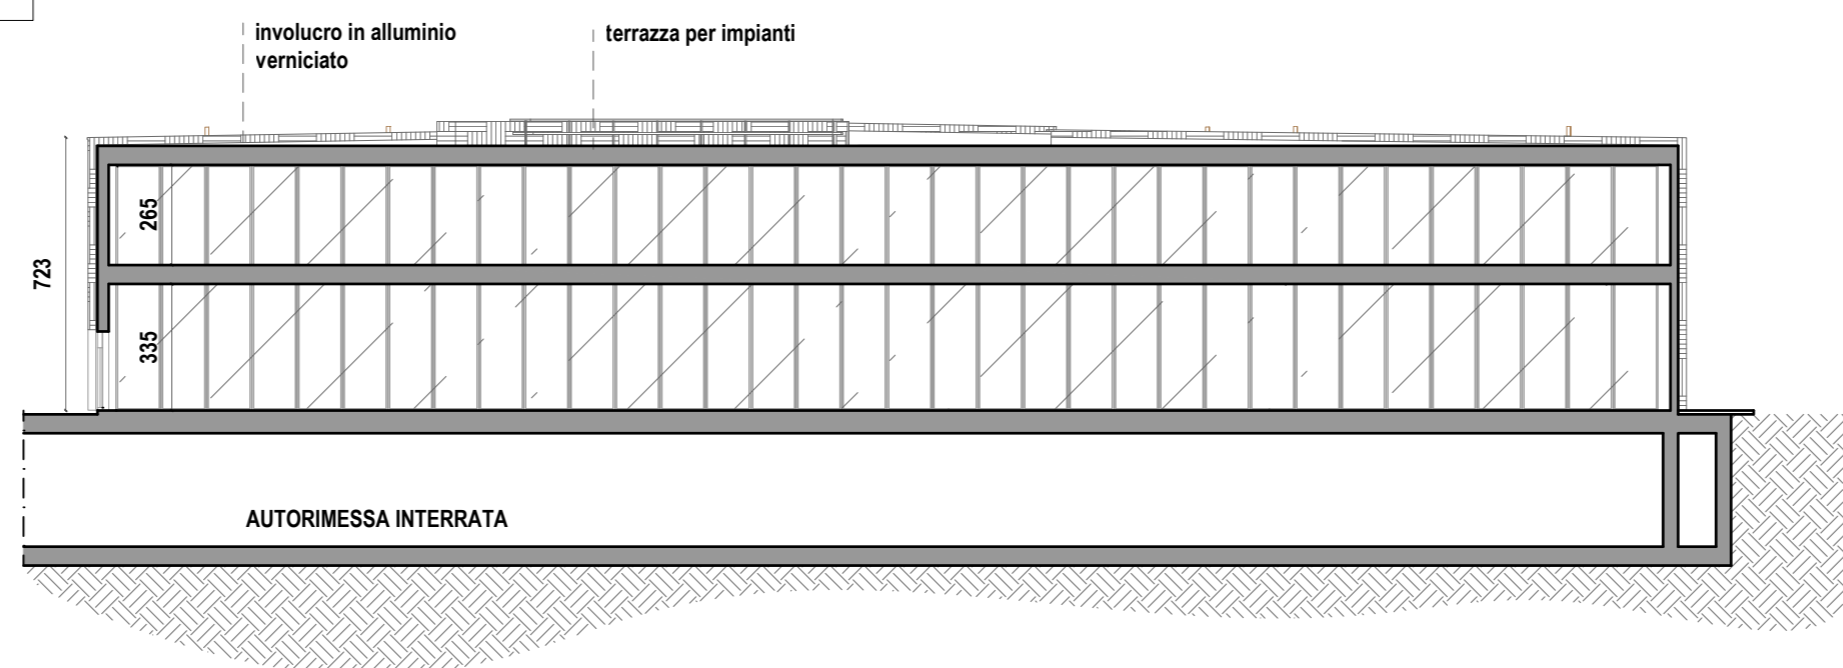 involucro in alluminio
verniciato
terrazza per impianti
265
723
335
AUTORIMESSA INTERRATA